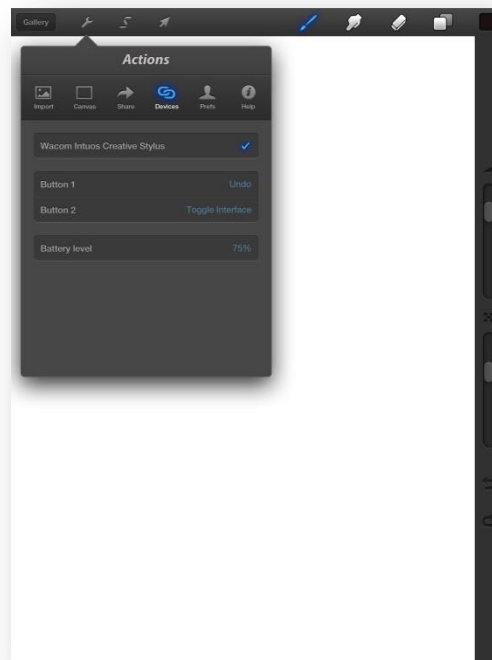 Gallery
Actions
Import Canvas Share Devices Prefs Help
Wacom Intuos Creative Stylus
Button 1 Undo
Button 2 Toggle Interface
Battery level 75%